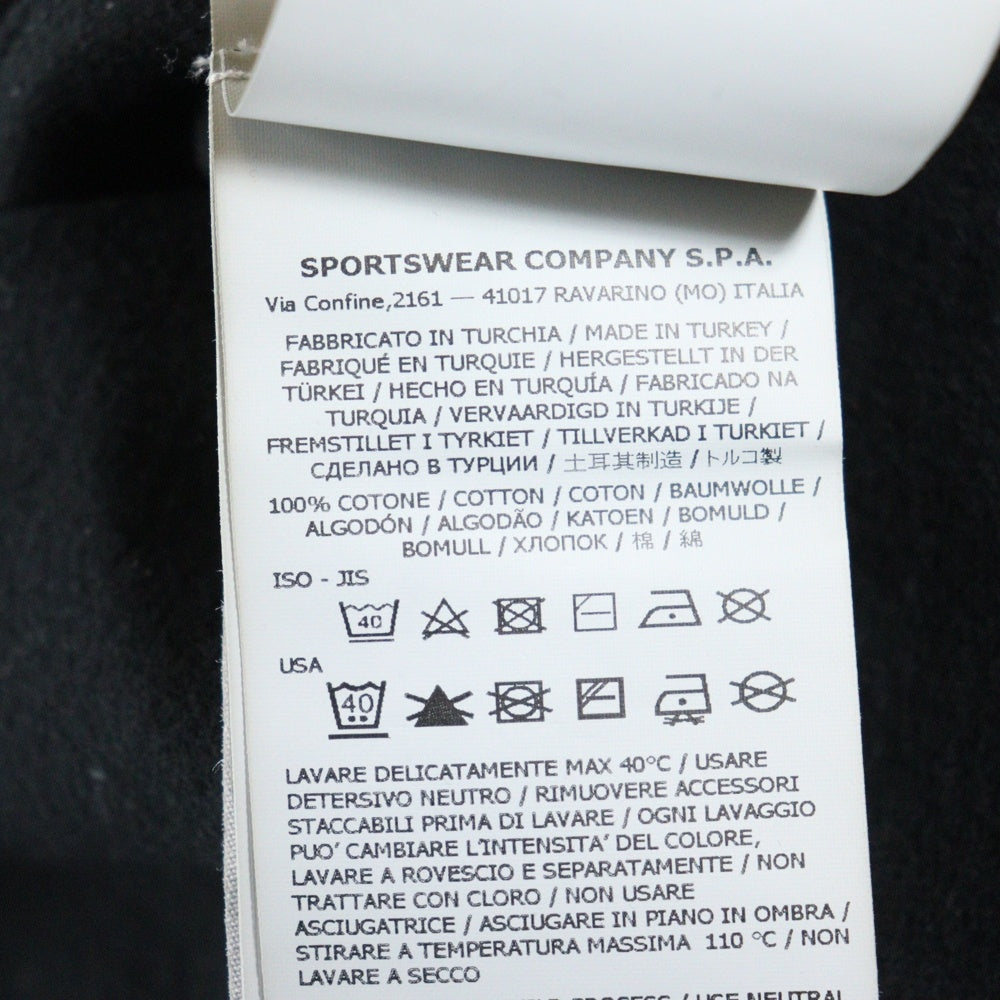 SPORTSWEAR COMPANY S.P.A.
Via Confine,2161 — 41017 RAVARINO (MO) ITALIA
FABBRICATO IN TURCHIA / MADE IN TURKEY /
FABRIQUÉ EN TURQUIE / HERGESTELLT IN DER
TÜRKEI / HECHO EN TURQUÍA / FABRICADO NA
TURQUIA / VERVAARDIGD IN TURKIJE /
FREMSTILLET I TYRKIET / TILLVERKAD I TURKIET /
СДЕЛАНО В ТУРЦИИ / 土耳其制造 / トルコ製
100% COTONE / COTTON / COTON / BAUMWOLLE /
ALGODÓN / ALGODÃO / KATOEN / BOMULD /
BOMULL / ХЛОПОК / 棉 / 綿
ISO - JIS
40
USA
40
LAVARE DELICATAMENTE MAX 40°C / USARE
DETERSIVO NEUTRO / RIMUOVERE ACCESSORI
STACCABILI PRIMA DI LAVARE / OGNI LAVAGGIO
PUO' CAMBIARE L'INTENSITA' DEL COLORE,
LAVARE A ROVESCIO E SEPARATAMENTE / NON
TRATTARE CON CLORO / NON USARE
ASCIUGATRICE / ASCIUGARE IN PIANO IN OMBRA /
STIRARE A TEMPERATURA MASSIMA 110 °C / NON
LAVARE A SECCO
PROCESS / USE NEUTRAL